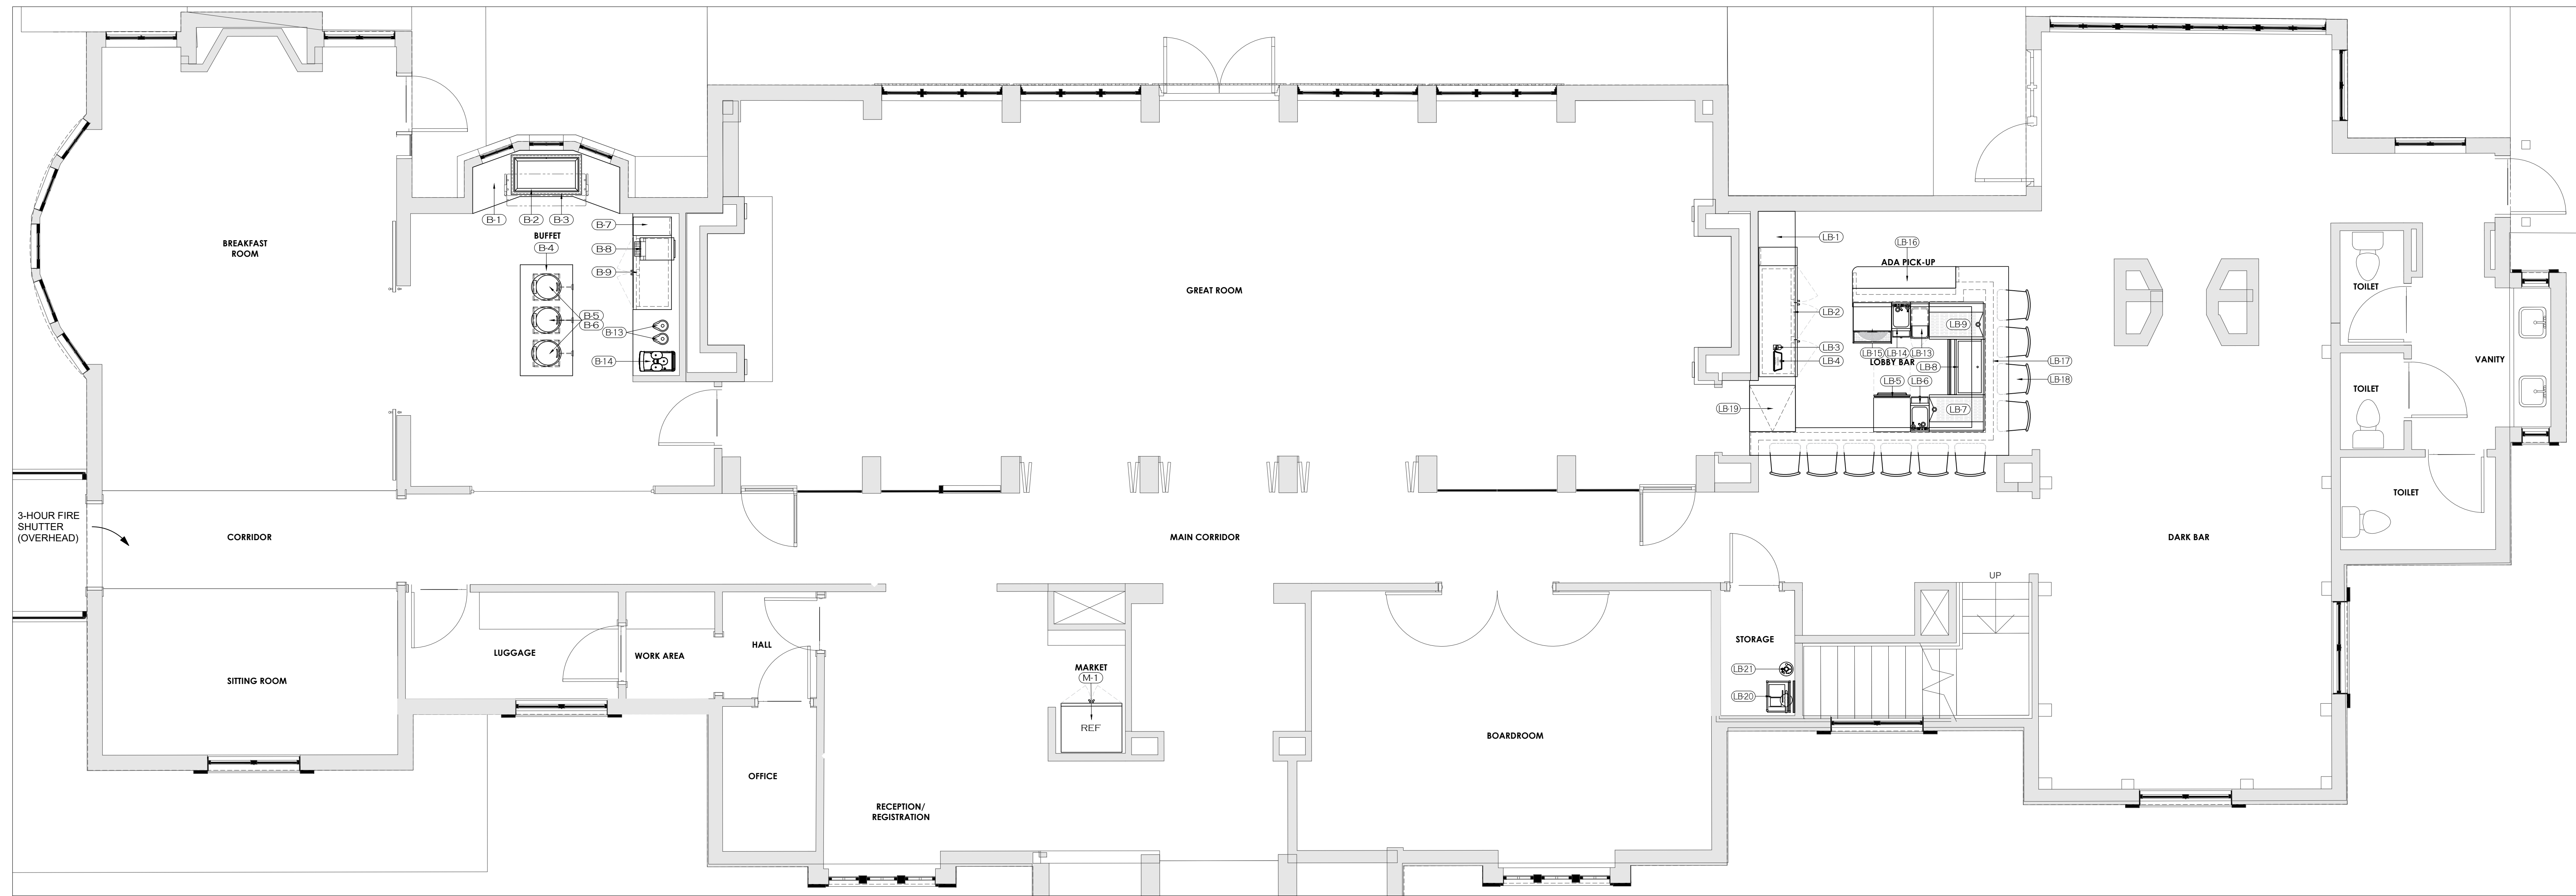 B-1
B-2
B-3
BUFFET
B-4
B-7
B-8
B-9
B-5
B-6
B-13
B-14
BREAKFAST
ROOM
GREAT ROOM
LB-1
LB-16
ADA PICK-UP
LB-2
LB-9
LB-3
LB-4
LB-15
LB-14
LB-13
LOBBY BAR
LB-8
LB-17
LB-18
LB-5
LB-6
LB-7
LB-19
TOILET
VANITY
TOILET
TOILET
3-HOUR FIRE
SHUTTER
(OVERHEAD)
CORRIDOR
MAIN CORRIDOR
DARK BAR
UP
LUGGAGE
WORK AREA
HALL
STORAGE
MARKET
M-1
REF
LB-21
LB-20
SITTING ROOM
BOARDROOM
OFFICE
RECEPTION/
REGISTRATION